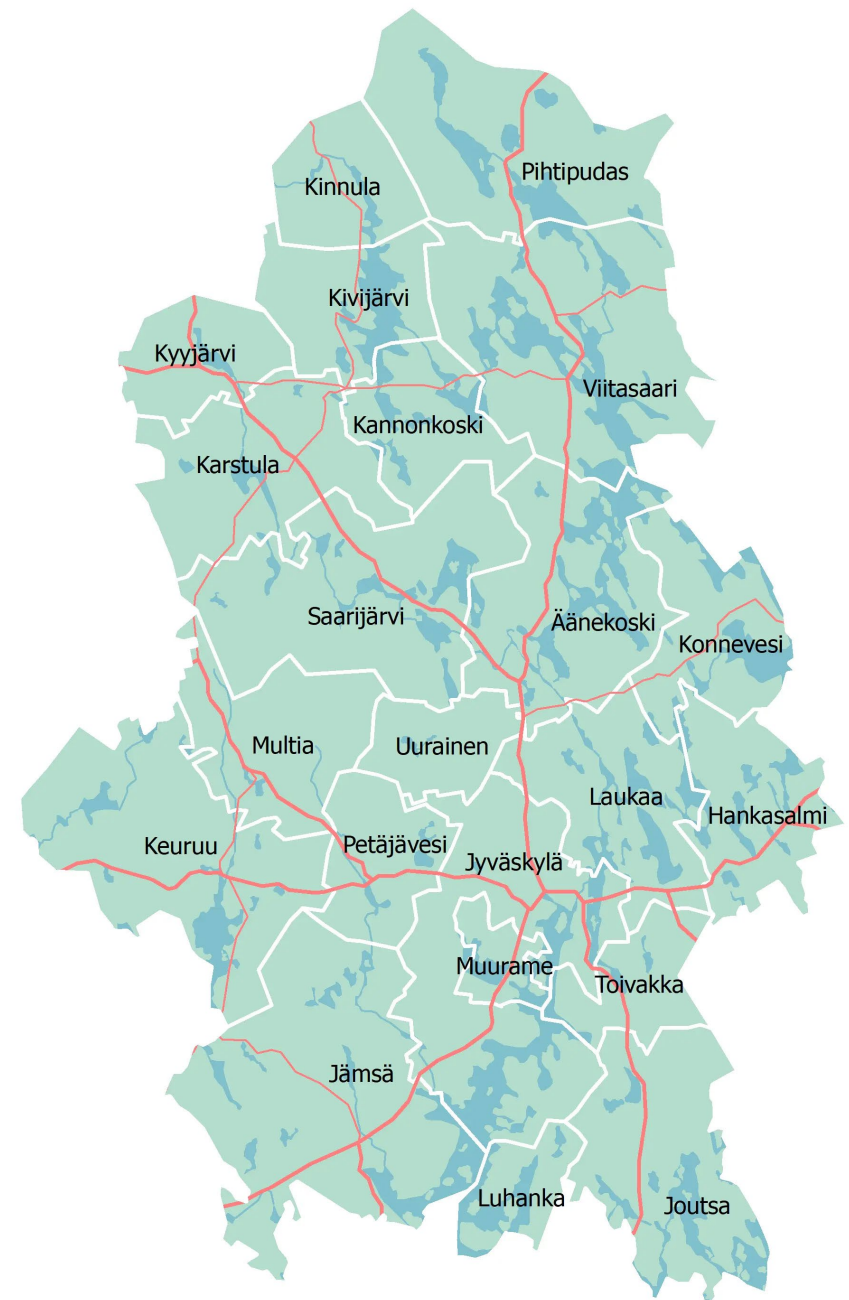 Pihtipudas
Kinnula
Kivijärvi
Kyyjärvi
Viitasaari
Kannonkoski
Karstula
Saarijärvi
Äänekoski
Konnevesi
Multia
Uurainen
Laukaa
Hankasalmi
Keuruu
Petäjävesi
Jyväskylä
Muurame
Toivakka
Jämsä
Luhanka
Joutsa